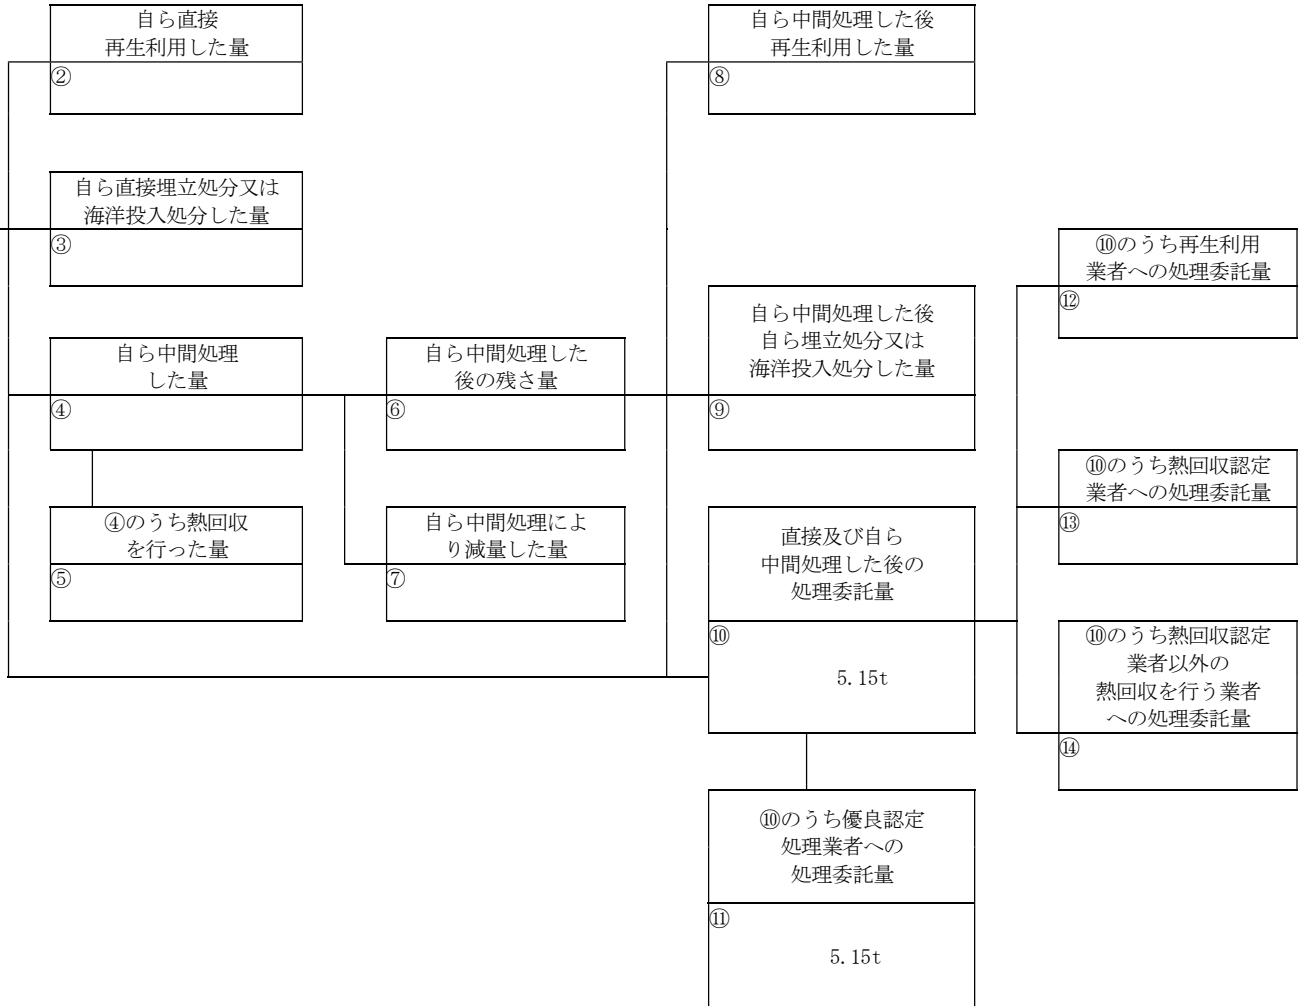 自ら直接
再生利用した量
②
自ら中間処理した後
再生利用した量
⑧
自ら直接埋立処分又は
海洋投入処分した量
③
⑩のうち再生利用
業者への処理委託量
⑫
自ら中間処理した後
自ら埋立処分又は
海洋投入処分した量
⑨
自ら中間処理
した量
④
自ら中間処理した
後の残さ量
⑥
⑩のうち熱回収認定
業者への処理委託量
⑬
④のうち熱回収
を行った量
⑤
自ら中間処理によ
り減量した量
⑦
直接及び自ら
中間処理した後の
処理委託量
⑩
5.15t
⑩のうち熱回収認定
業者以外の
熱回収を行う業者
への処理委託量
⑭
⑩のうち優良認定
処理業者への
処理委託量
⑪
5.15t